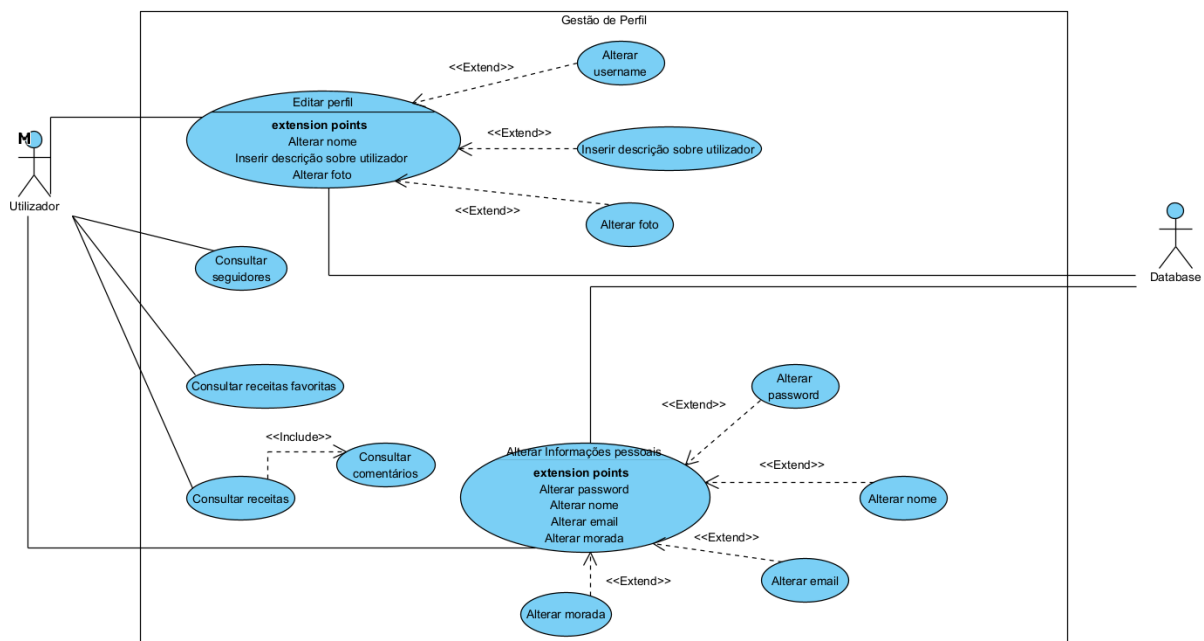 Gestão de Perfil
Alterar
username
<<Extend>>
Editar perfil
extension points
Alterar nome
Inserir descrição sobre utilizador
Alterar foto
<<Extend>>
Inserir descrição sobre utilizador
<<Extend>>
Alterar foto
M
Utilizador
Database
Consultar
seguidores
Consultar receitas favoritas
<<Include>>
Consultar
comentários
Consultar receitas
Alterar
password
<<Extend>>
Alterar Informações pessoais
extension points
Alterar password
Alterar nome
Alterar email
Alterar morada
<<Extend>>
Alterar nome
<<Extend>>
Alterar email
<<Extend>>
Alterar morada